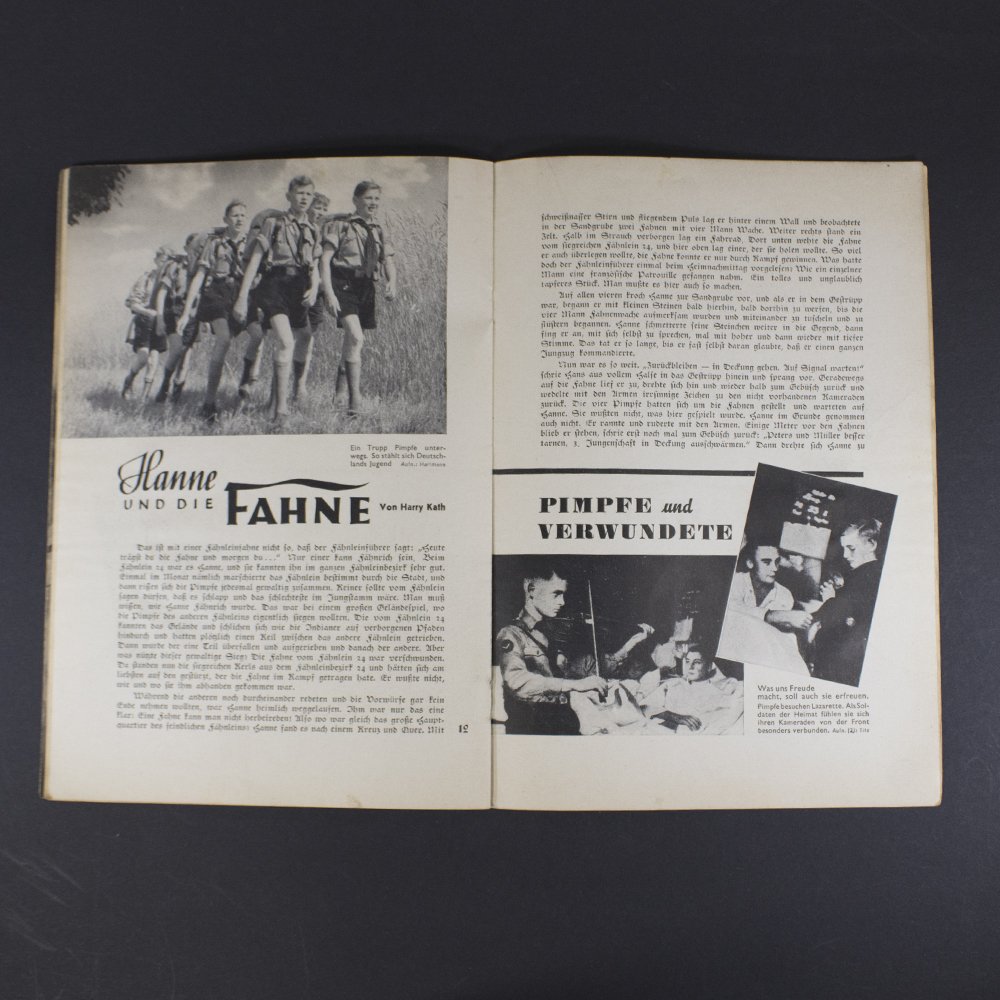 Ein Trupp Pimpfe unter-
wegs. So stählt sich Deutsch-
lands Jugend Aufn.: Hartmann
Hanne
UND DIE FAHNE Von Harry Kath
Das ist mit einer Fähnleinfahne nicht so, daß der Fähnleinführer sagt: „Heute
trägst du die Fahne und morgen du . . .“ Nur einer kann Fähnrich sein. Beim
Fähnlein 24 war es Hanne, und sie kannten ihn im ganzen Fähnleinbezirk sehr gut.
Einmal im Monat nämlich marschierte das Fähnlein bestimmt durch die Stadt, und
dann rissen sich die Pimpfe jedesmal gewaltig zusammen. Keiner sollte vom Fähnlein
sagen dürfen, daß es schlapp und das schlechteste im Jungstamm wäre. Man muß
wissen, wie Hanne Fähnrich wurde. Das war bei einem großen Geländespiel, wo
die Pimpfe des anderen Fähnleins eigentlich siegen wollten. Die vom Fähnlein 24
kannten das Gelände und schlichen sich wie die Indianer auf verborgenen Pfaden
hindurch und hatten plötzlich einen Keil zwischen das andere Fähnlein getrieben.
Dann wurde der eine Teil überfallen und aufgerieben und danach der andere. Aber
was nützte dieser gewaltige Sieg: Die Fahne vom Fähnlein 24 war verschwunden.
Da standen nun die siegreichen Kerls aus dem Fähnleinbezirk 24 und hätten sich am
liebsten auf den gestürzt, der die Fahne im Kampf getragen hatte. Er wußte nicht,
wie und wo sie ihm abhanden gekommen war.
Während die anderen noch durcheinander redeten und die Vorwürfe gar kein
Ende nehmen wollten, war Hanne heimlich weggelaufen. Ihm war nur das eine
klar: Eine Fahne kann man nicht herbeireden! Also wo war gleich das große Haupt-
quartier des feindlichen Fähnleins: Hanne fand es nach einem Kreuz und Quer. Mit
12
schweißnasser Stirn und fliegendem Puls lag er hinter einem Wall und beobachtete
in der Sandgrube zwei Fahnen mit vier Mann Wache. Weiter rechts stand ein
Zelt. Halb im Strauch verborgen lag ein Fahrrad. Dort unten wehte die Fahne
vom siegreichen Fähnlein 24, und hier oben lag einer, der sie holen wollte. So viel
er auch überlegen wollte, die Fahne konnte er nur durch Kampf gewinnen. Was hatte
doch der Fähnleinführer einmal beim Heimnachmittag vorgelesen: Wie ein einzelner
Mann eine französische Patrouille gefangen nahm. Ein tolles und unglaublich
tapferes Stück. Man mußte es hier auch so machen.
Auf allen vieren kroch Hanne zur Sandgrube vor, und als er in dem Gestrüpp
war, begann er mit kleinen Steinen bald hierhin, bald dorthin zu werfen, bis die
vier Mann Fahnenwache aufmerksam wurden und miteinander zu tuscheln und zu
flüstern begannen. Hanne schmetterte seine Steinchen weiter in die Gegend, dann
fing er an, mit sich selbst zu sprechen, mal mit hoher und dann wieder mit tiefer
Stimme. Das tat er so lange, bis er fast selbst daran glaubte, daß er einen ganzen
Jungzug kommandierte.
Nun war es so weit. „Zurückbleiben — in Deckung gehen. Auf Signal warten!“
schrie Hans aus vollem Halse in das Gestrüpp hinein und sprang vor. Geradewegs
auf die Fahne lief er zu, drehte sich hin und wieder halb zum Gebüsch zurück und
wedelte mit den Armen irrsinnige Zeichen zu den nicht vorhandenen Kameraden
zurück. Die vier Pimpfe hatten sich um die Fahnen gestellt und warteten auf
Hanne. Sie wußten nicht, was hier gespielt wurde. Hanne im Grunde genommen
auch nicht. Er rannte und ruderte mit den Armen. Einige Meter vor den Fahnen
blieb er stehen, schrie erst noch mal zum Gebüsch zurück: „Peters und Müller besser
tarnen, 3. Jungenschaft in Deckung ausschwärmen.“ Dann drehte sich Hanne zu
PIMPFE und
VERWUNDETE
Was uns Freude
macht, soll auch sie erfreuen.
Pimpfe besuchen Lazarette. Als Sol-
daten der Heimat fühlen sie sich
ihren Kameraden von der Front
besonders verbunden. Aufn. (2): Titz